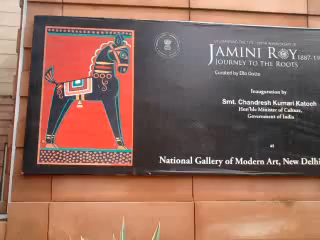 JAMINI ROY 1887-19
JOURNEY TO THE ROOTS
Curated by Ella Datta
Inauguration by
Smt. Chandresh Kumari Katoch
Hon'ble Minister of Culture,
Government of India
at
National Gallery of Modern Art, New Delhi